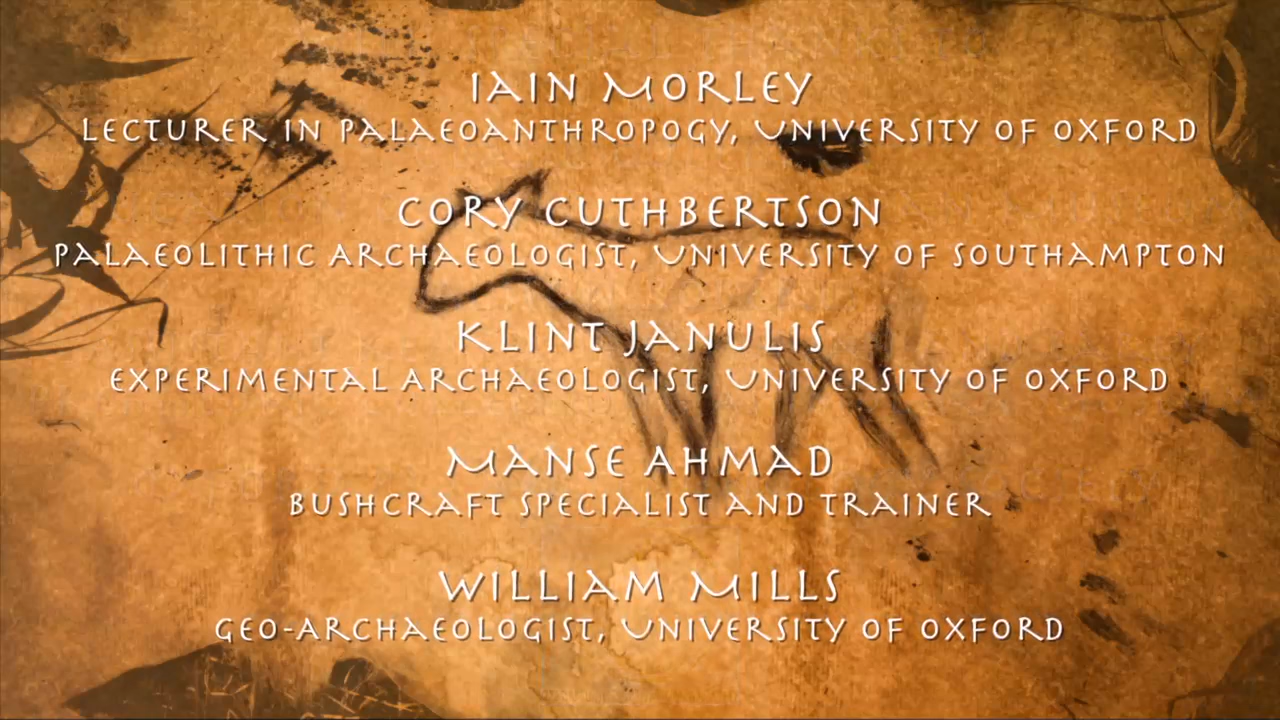 Iain Morley
Lecturer in Palaeoanthropogy, University of Oxford
Cory Cuthbertson
Palaeolithic Archaeologist, University of Southampton
Klint Janulis
Experimental Archaeologist, University of Oxford
Manse Ahmad
Bushcraft Specialist and Trainer
William Mills
Geo-Archaeologist, University of Oxford